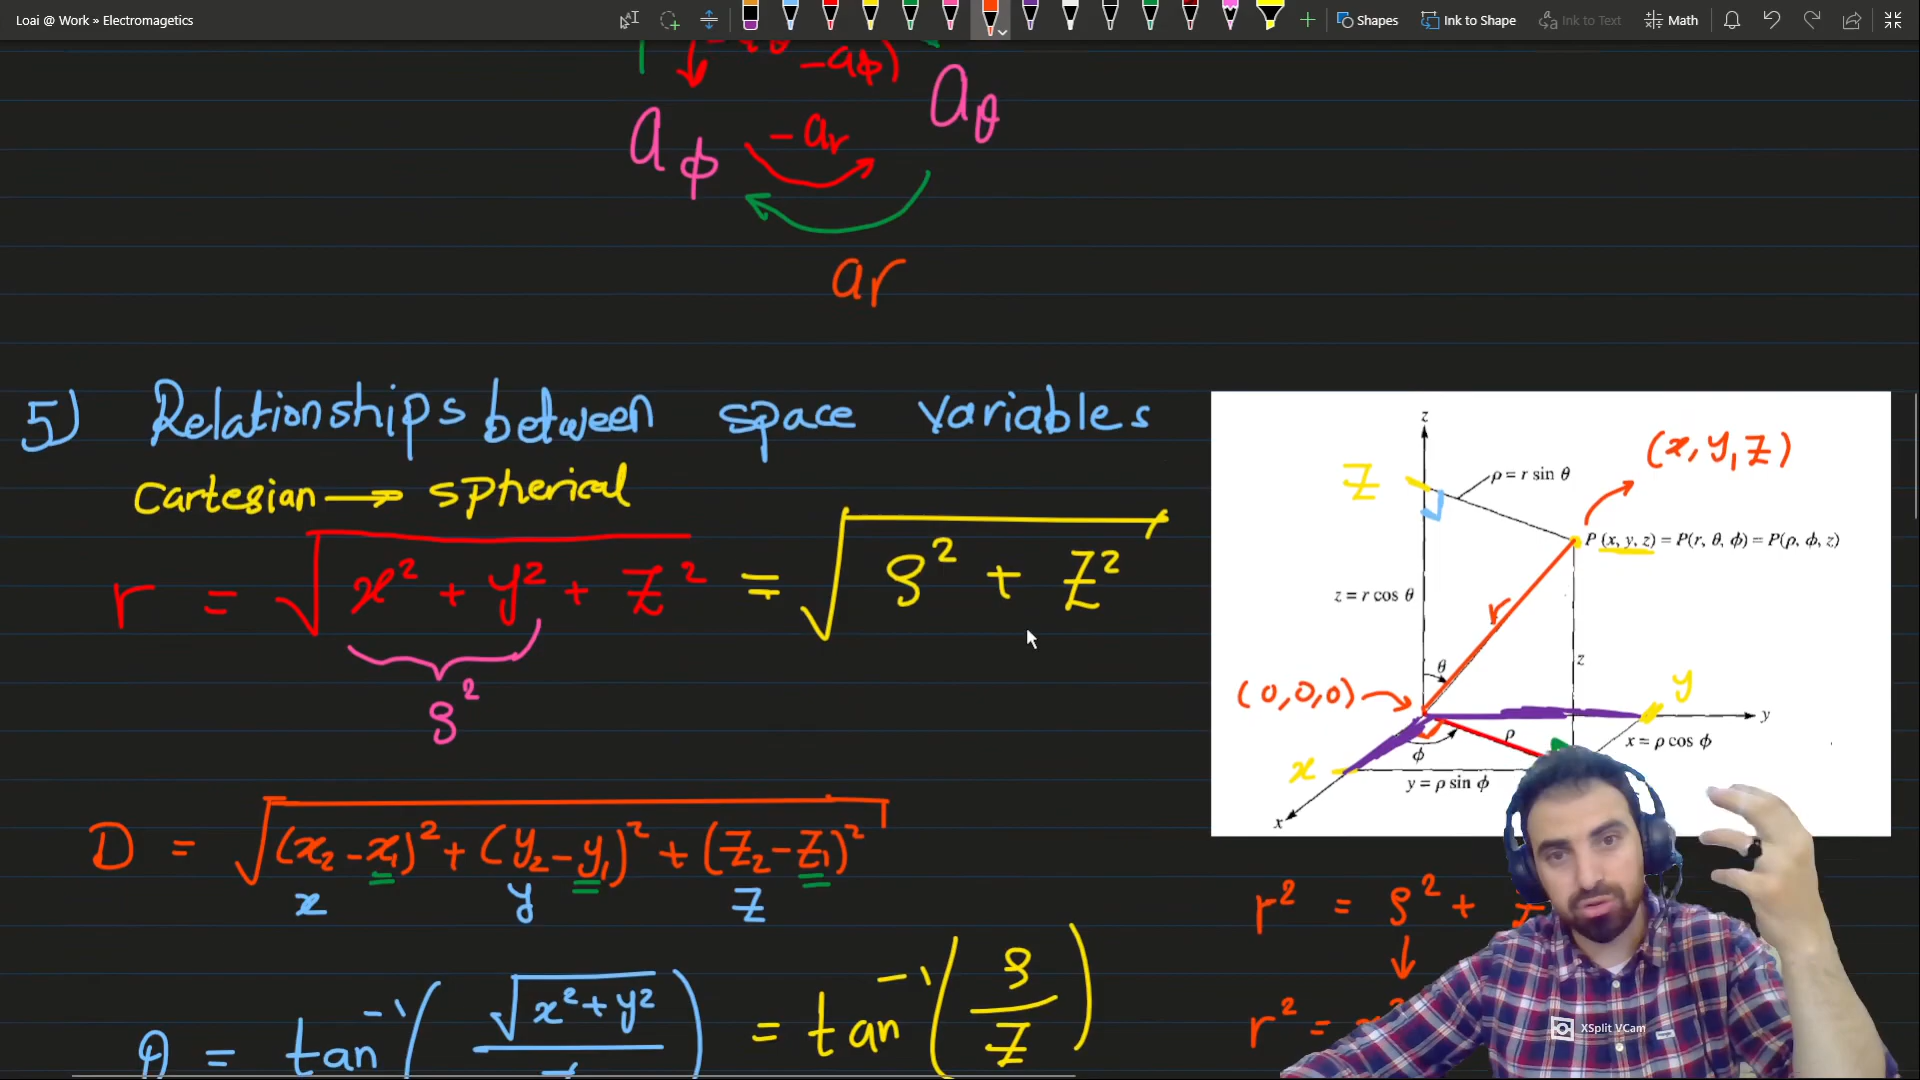 Loai @ Work » Electromagetics
Shapes
Ink to Shape
Ink to Text
Math
-aϕ)
aϕ
-ar
aθ
ar
5) Relationships between space variables
Cartesian → spherical
r = √(x² + y² + z²) = √(ρ² + z²)
ρ²
D = √((x₂ - x₁)² + (y₂ - y₁)² + (z₂ - z₁)²)
x y z
= tan⁻¹( √(x² + y²) = tan⁻¹(ρ/z)
z
(x, y, z)
Z
ρ = r sin θ
P (x, y, z) = P(r, θ, ϕ) = P(ρ, ϕ, z)
z = r cos θ
r
θ
z
(0,0,0)
y
y
ρ
x = ρ cos ϕ
ϕ
x
y = ρ sin ϕ
x
r² = ρ² +
r² =
XSplit VCam